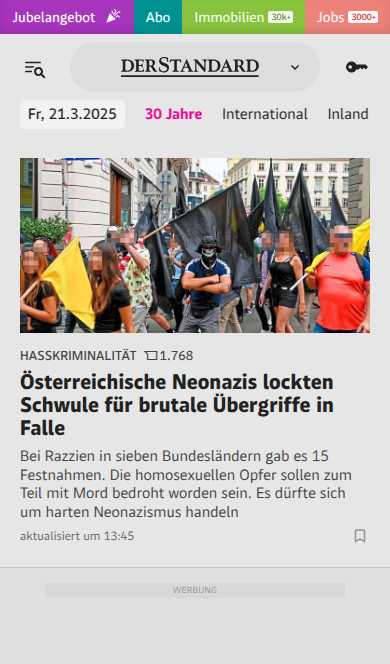 Jubelangebot Abo Immobilien 30k+ Jobs 3000+
DERSTANDARD
Fr, 21.3.2025 30 Jahre International Inland
HASSKRIMINALITÄT 1.768
Österreichische Neonazis lockten
Schwule für brutale Übergriffe in
Falle
Bei Razzien in sieben Bundesländern gab es 15
Festnahmen. Die homosexuellen Opfer sollen zum
Teil mit Mord bedroht worden sein. Es dürfte sich
um harten Neonazismus handeln
aktualisiert um 13:45
WERBUNG